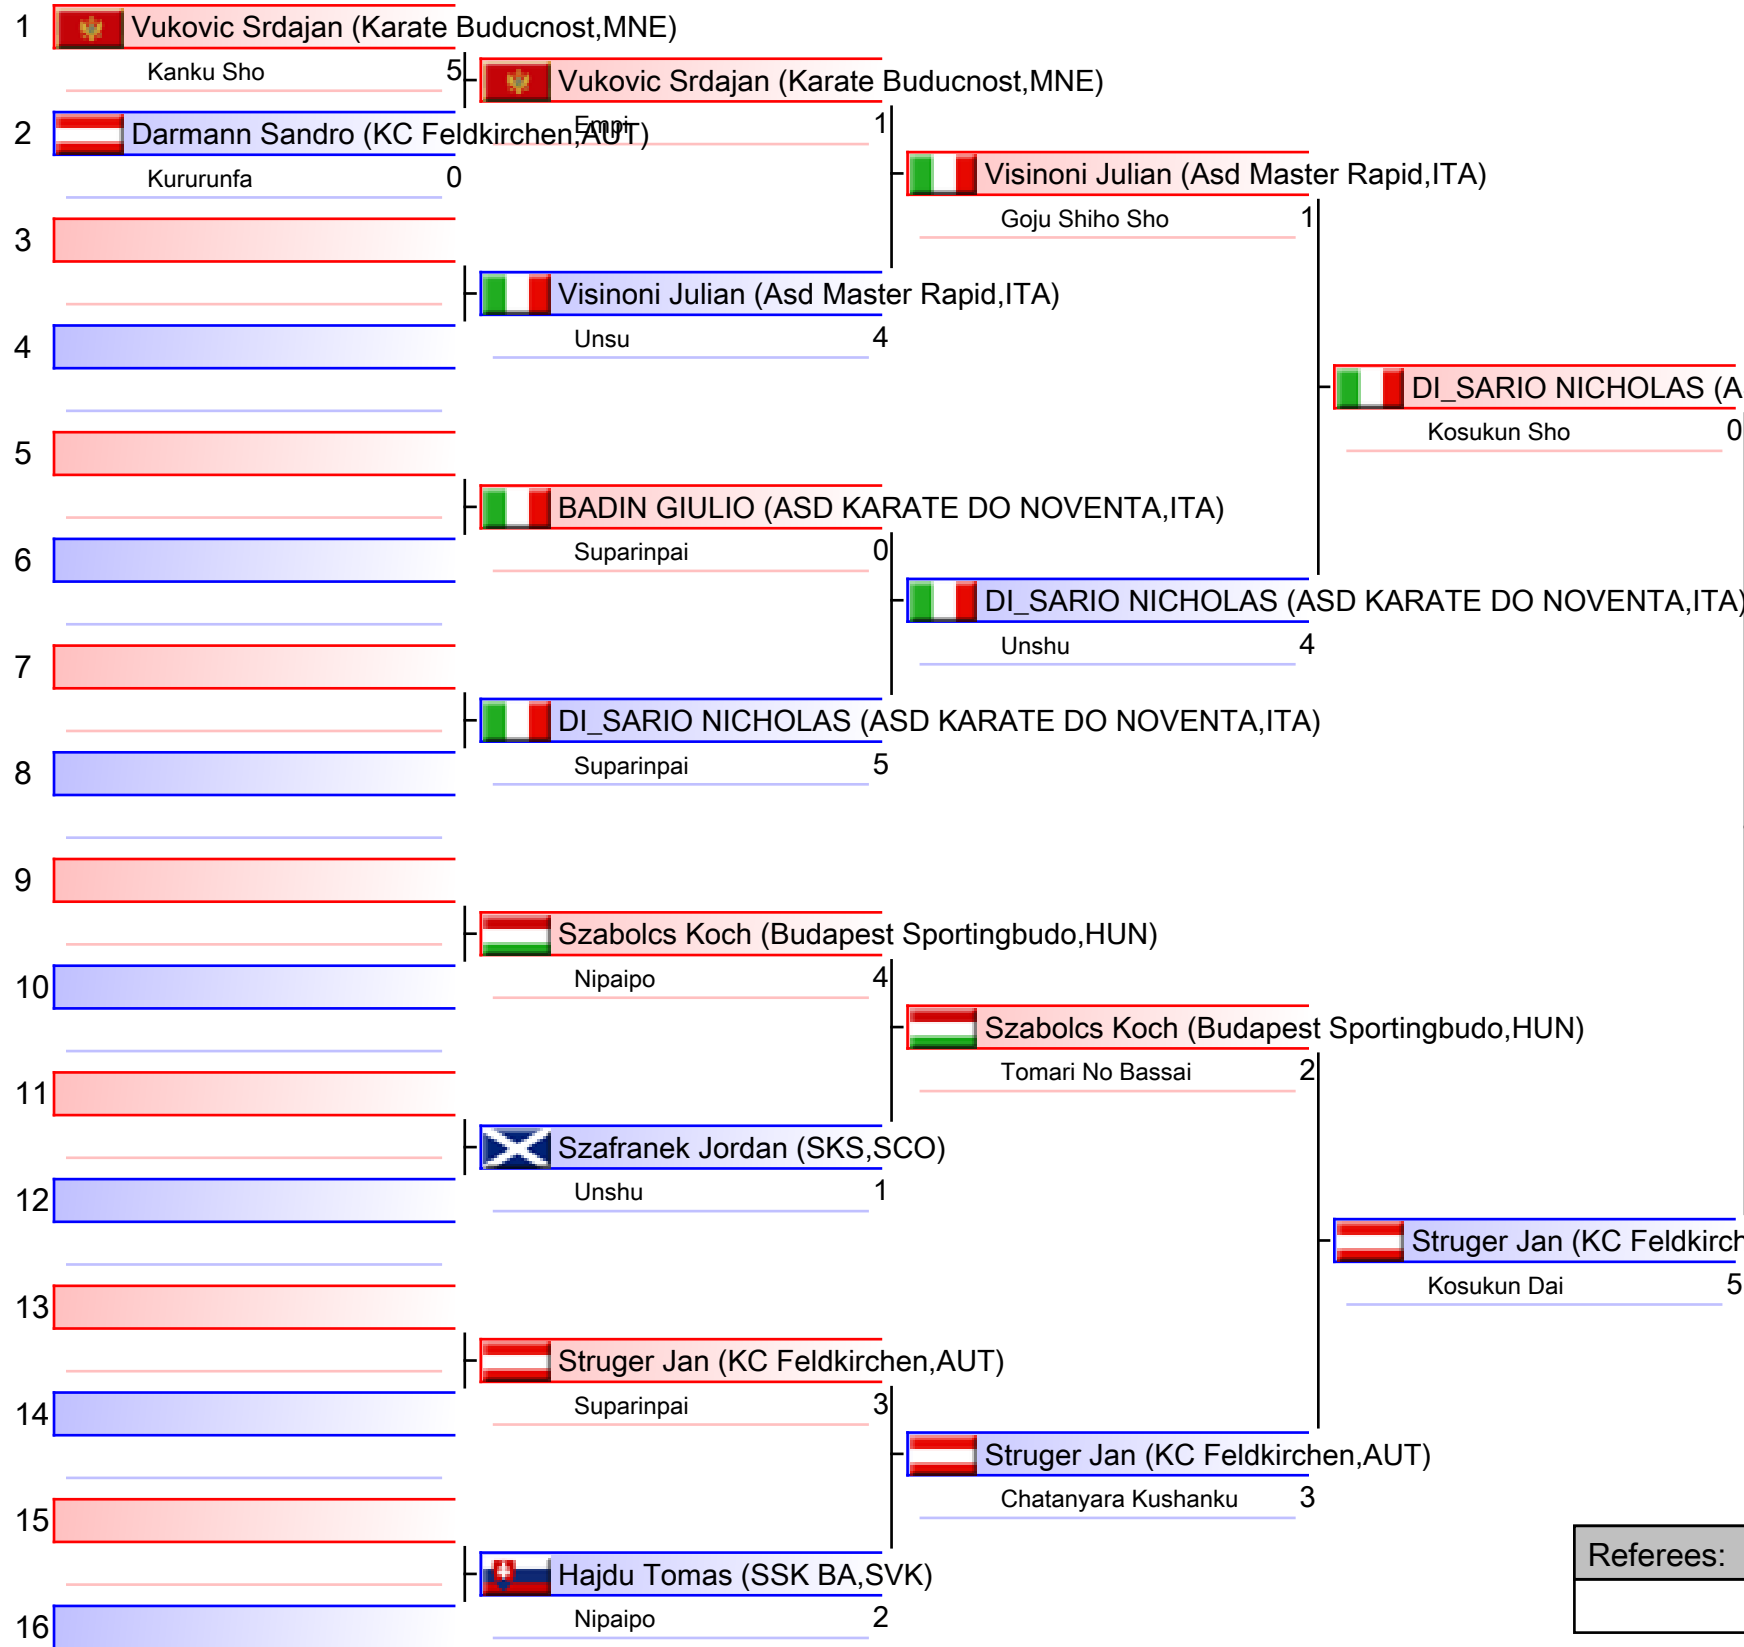 1 Vukovic Srdajan (Karate Buducnost,MNE)
Kanku Sho 5
2 Darmann Sandro (KC Feldkirchen,AUT)
Kururunfa 0
3
4
5
6
7
8
9
10
11
12
13
14
15
16
Vukovic Srdajan (Karate Buducnost,MNE)
Empi 1
Visinoni Julian (Asd Master Rapid,ITA)
Unsu 4
BADIN GIULIO (ASD KARATE DO NOVENTA,ITA)
Suparinpai 0
DI_SARIO NICHOLAS (ASD KARATE DO NOVENTA,ITA)
Suparinpai 5
Szabolcs Koch (Budapest Sportingbudo,HUN)
Nipaipo 4
Szafranek Jordan (SKS,SCO)
Unshu 1
Struger Jan (KC Feldkirchen,AUT)
Suparinpai 3
Hajdu Tomas (SSK BA,SVK)
Nipaipo 2
Visinoni Julian (Asd Master Rapid,ITA)
Goju Shiho Sho 1
DI_SARIO NICHOLAS (ASD KARATE DO NOVENTA,ITA)
Unshu 4
Szabolcs Koch (Budapest Sportingbudo,HUN)
Tomari No Bassai 2
Struger Jan (KC Feldkirchen,AUT)
Chatanyara Kushanku 3
DI_SARIO NICHOLAS (A
Kosukun Sho 0
Struger Jan (KC Feldkirch
Kosukun Dai 5
Referees: